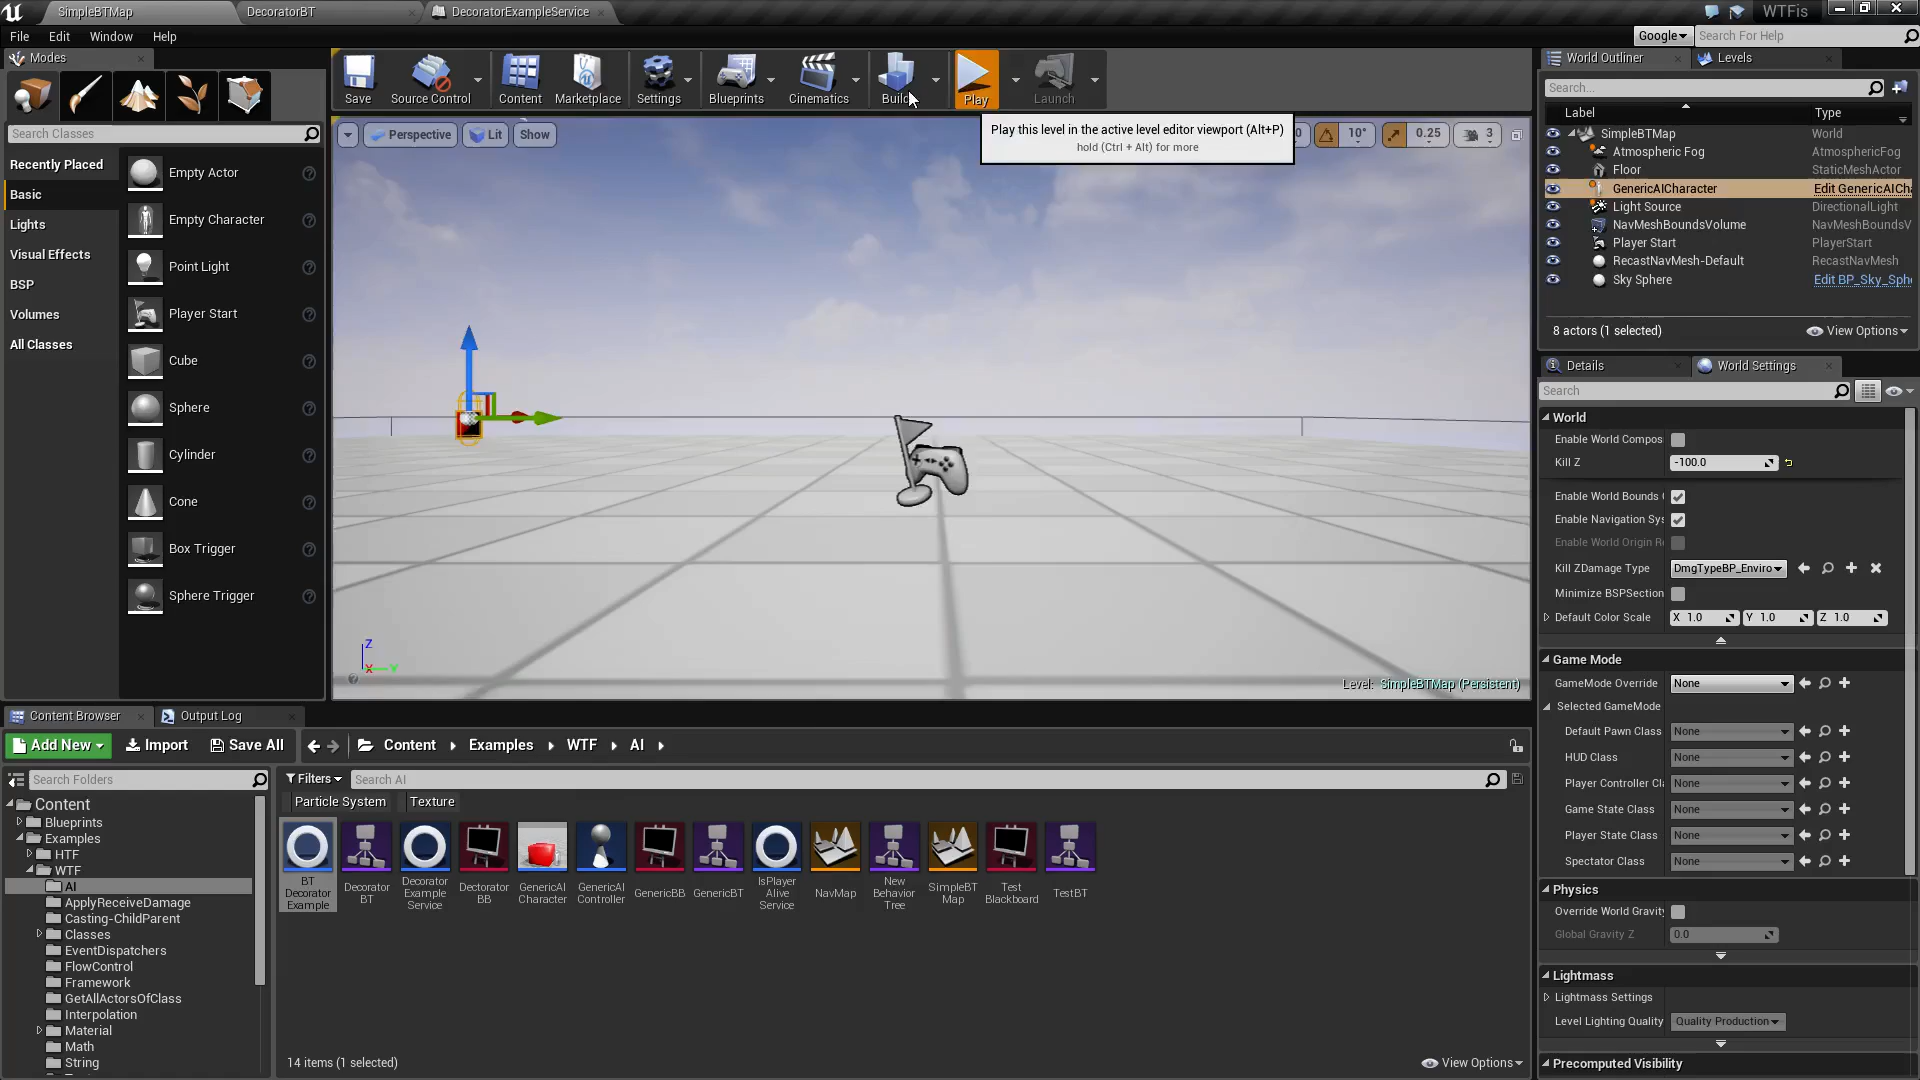 SimpleBTMap
DecoratorBT
DecoratorExampleService
WTFis
File
Edit
Window
Help
Google
Search For Help
Modes
Save
Source Control
Content
Marketplace
Settings
Blueprints
Cinematics
Build
Play
Launch
Play this level in the active level editor viewport (Alt+P)
hold (Ctrl + Alt) for more
Search Classes
Recently Placed
Basic
Lights
Visual Effects
BSP
Volumes
All Classes
Empty Actor
Empty Character
Point Light
Player Start
Cube
Sphere
Cylinder
Cone
Box Trigger
Sphere Trigger
Perspective
Lit
Show
0
10°
0.25
3
Z
X
Y
Level: SimpleBTMap (Persistent)
World Outliner
Levels
Search...
Label
Type
SimpleBTMap
World
Atmospheric Fog
AtmosphericFog
Floor
StaticMeshActor
GenericAICharacter
Edit GenericAICha
Light Source
DirectionalLight
NavMeshBoundsVolume
NavMeshBoundsV
Player Start
PlayerStart
RecastNavMesh-Default
RecastNavMesh
Sky Sphere
Edit BP_Sky_Sph
8 actors (1 selected)
View Options
Details
World Settings
Search
World
Enable World Compos
Kill Z
-100.0
Enable World Bounds
Enable Navigation Sys
Enable World Origin Re
Kill ZDamage Type
DmgTypeBP_Enviro
Minimize BSPSection
Default Color Scale
X 1.0
Y 1.0
Z 1.0
Game Mode
GameMode Override
None
Selected GameMode
Default Pawn Class
None
HUD Class
None
Player Controller Cla
None
Game State Class
None
Player State Class
None
Spectator Class
None
Physics
Override World Gravity
Global Gravity Z
0.0
Lightmass
Lightmass Settings
Level Lighting Quality
Quality Production
Precomputed Visibility
Content Browser
Output Log
Add New
Import
Save All
Content
Examples
WTF
AI
Search Folders
Filters
Search AI
Particle System
Texture
Content
Blueprints
Examples
HTF
WTF
AI
ApplyReceiveDamage
Casting-ChildParent
Classes
EventDispatchers
FlowControl
Framework
GetAllActorsOfClass
Interpolation
Material
Math
String
BT
Decorator
Example
Decorator
BT
Decorator
Example
Service
Dectorator
BB
GenericAI
Character
GenericAI
Controller
GenericBB
GenericBT
IsPlayer
Alive
Service
NavMap
New
Behavior
Tree
SimpleBT
Map
Test
Blackboard
TestBT
14 items (1 selected)
View Options